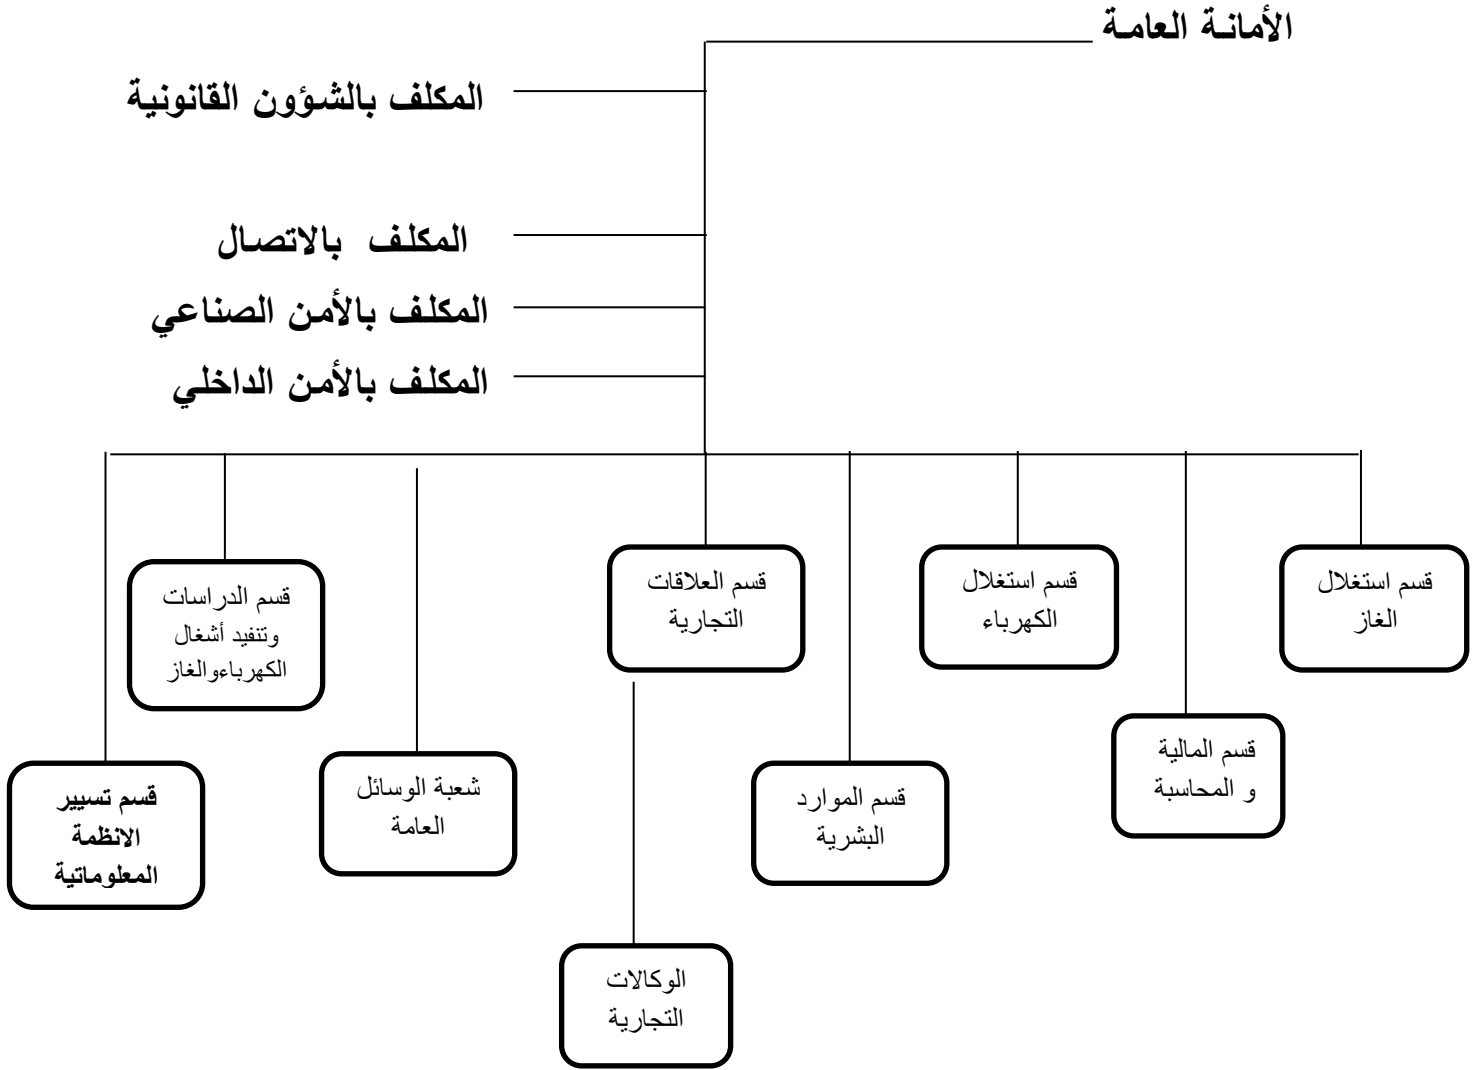 الأمانة العامة
المكلف بالشؤون القانونية
المكلف بالاتصال
المكلف بالأمن الصناعي
المكلف بالأمن الداخلي
قسم استغلال
الغاز
قسم استغلال
الكهرباء
قسم العلاقات
التجارية
قسم الدراسات
وتنفيد أشغال
الكهرباءوالغاز
قسم المالية
و المحاسبة
قسم الموارد
البشرية
شعبة الوسائل
العامة
قسم تسيير
الانظمة
المعلوماتية
الوكالات
التجارية